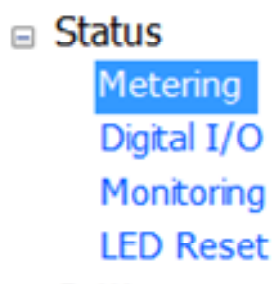 Status
Metering
Digital I/O
Monitoring
LED Reset